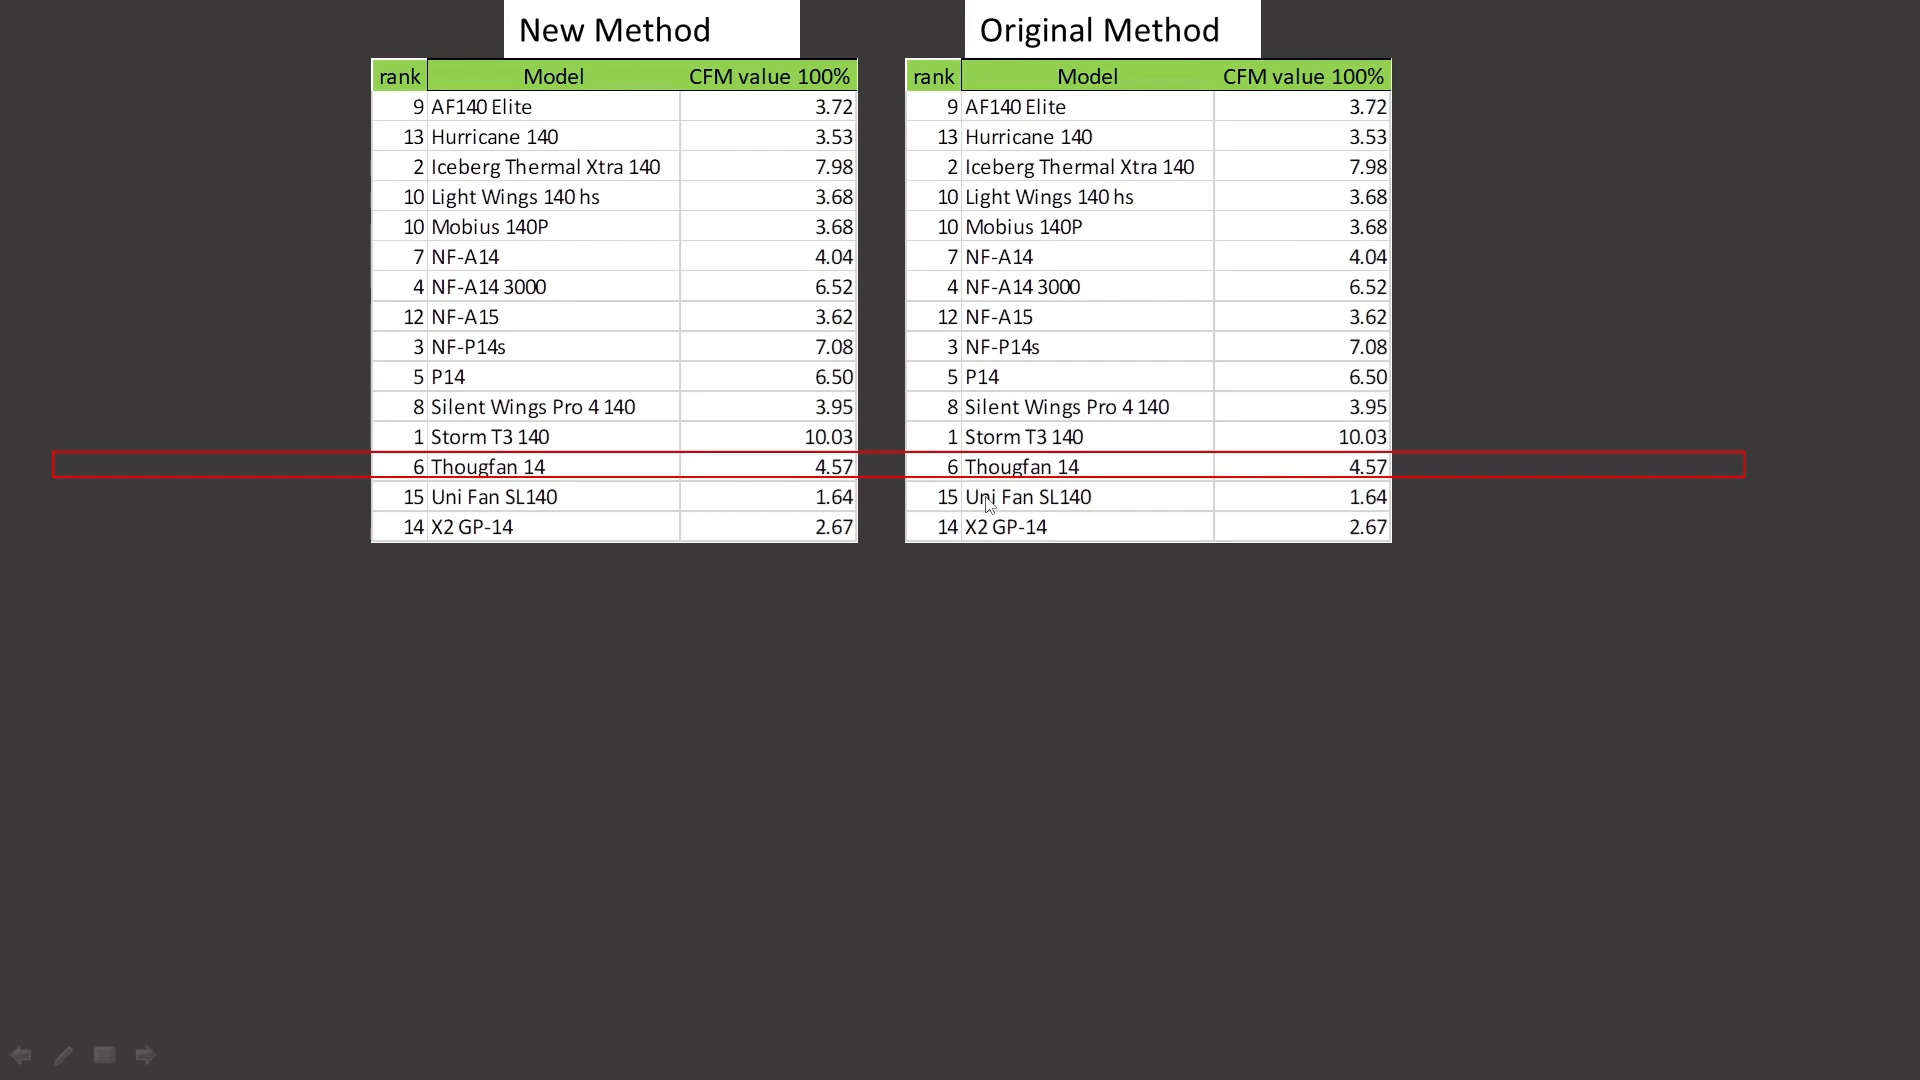 New Method
rank Model CFM value 100%
9 AF140 Elite 3.72
13 Hurricane 140 3.53
2 Iceberg Thermal Xtra 140 7.98
10 Light Wings 140 hs 3.68
10 Mobius 140P 3.68
7 NF-A14 4.04
4 NF-A14 3000 6.52
12 NF-A15 3.62
3 NF-P14s 7.08
5 P14 6.50
8 Silent Wings Pro 4 140 3.95
1 Storm T3 140 10.03
6 Thougfan 14 4.57
15 Uni Fan SL140 1.64
14 X2 GP-14 2.67
Original Method
rank Model CFM value 100%
9 AF140 Elite 3.72
13 Hurricane 140 3.53
2 Iceberg Thermal Xtra 140 7.98
10 Light Wings 140 hs 3.68
10 Mobius 140P 3.68
7 NF-A14 4.04
4 NF-A14 3000 6.52
12 NF-A15 3.62
3 NF-P14s 7.08
5 P14 6.50
8 Silent Wings Pro 4 140 3.95
1 Storm T3 140 10.03
6 Thougfan 14 4.57
15 Uni Fan SL140 1.64
14 X2 GP-14 2.67